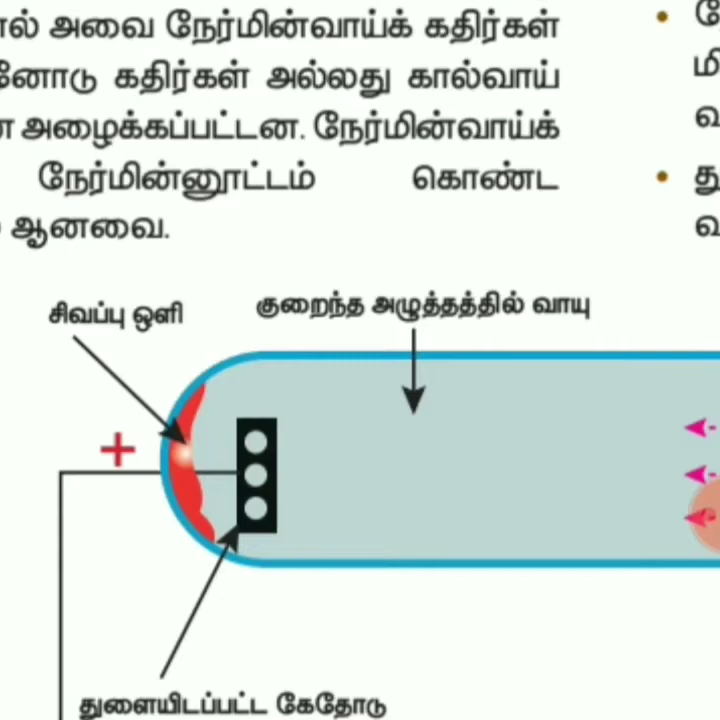 அவை நேர்மின்வாய்க் கதிர்கள்
கதிர்கள் அல்லது கால்வாய்
அழைக்கப்பட்டன. நேர்மின்வாய்க்
நேர்மின்னூட்டம் கொண்ட
ஆனவை.
சிவப்பு ஒளி
குறைந்த அழுத்தத்தில் வாயு
+
துளையிடப்பட்ட கேதோடு